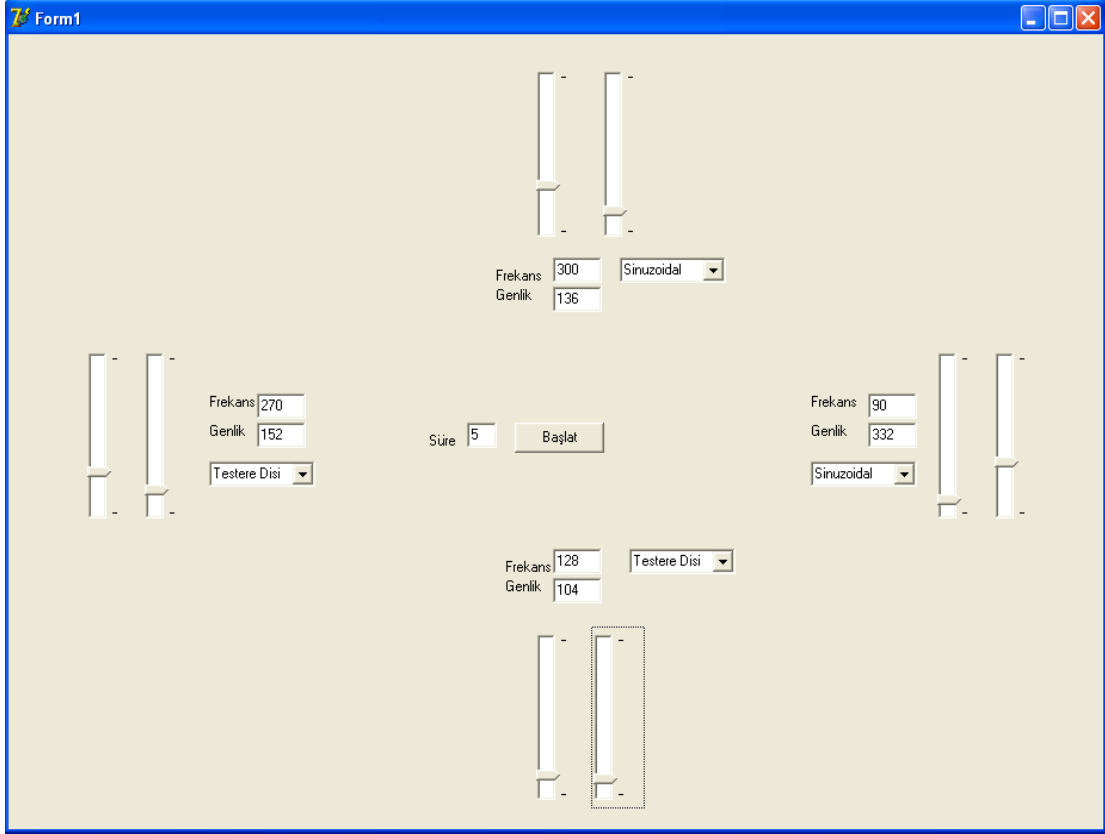 Form1
Frekans 300 Sinuzoidal
Genlik 136
Frekans 270
Genlik 152
Testere Disi
Süre 5 Başlat
Frekans 90
Genlik 332
Sinuzoidal
Frekans 128 Testere Disi
Genlik 104